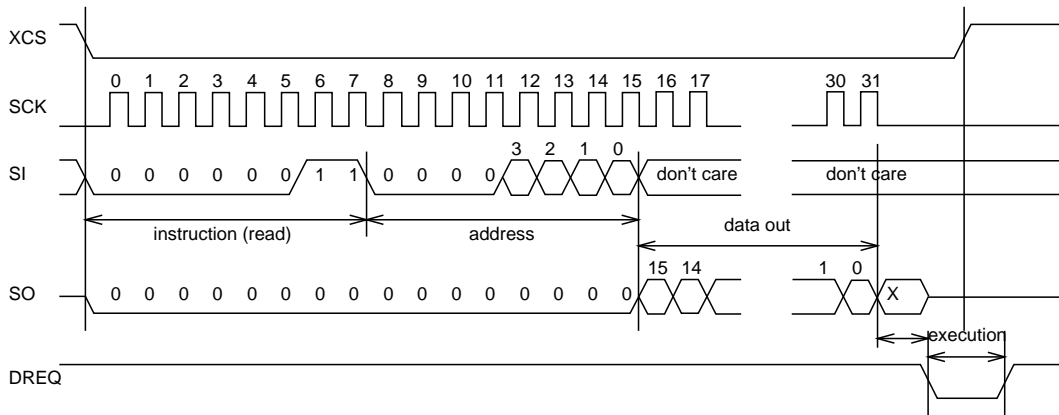 XCS
0 1 2 3 4 5 6 7 8 9 10 11 12 13 14 15 16 17 30 31
SCK
3 2 1 0
SI 0 0 0 0 0 0 1 1 0 0 0 0 don't care don't care
instruction (read) address data out
15 14 1 0
SO 0 0 0 0 0 0 0 0 0 0 0 0 0 0 0 0 X
execution
DREQ